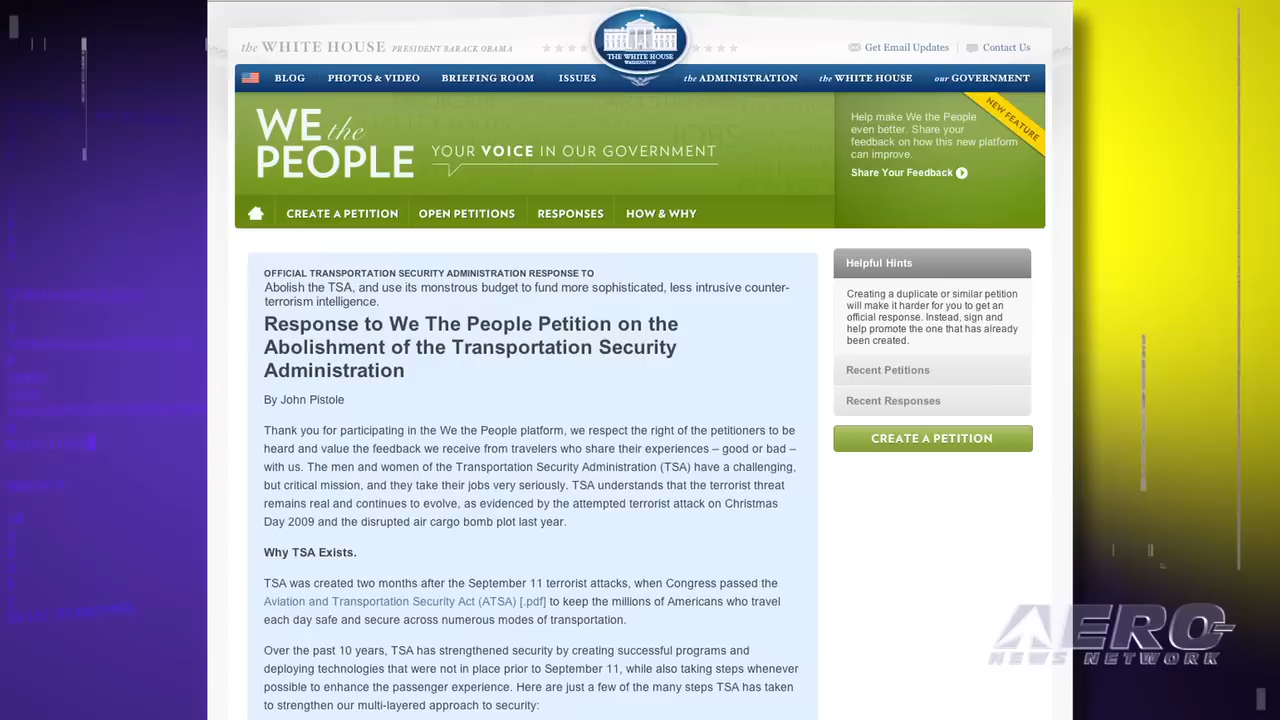 the WHITE HOUSE PRESIDENT BARACK OBAMA
THE WHITE HOUSE
WASHINGTON
Get Email Updates
Contact Us
BLOG PHOTOS & VIDEO BRIEFING ROOM ISSUES the ADMINISTRATION the WHITE HOUSE our GOVERNMENT
WE the
PEOPLE
YOUR VOICE IN OUR GOVERNMENT
JOBS
Help make We the People
even better. Share your
feedback on how this new platform
can improve.
Share Your Feedback
NEW FEATURE
CREATE A PETITION OPEN PETITIONS RESPONSES HOW & WHY
OFFICIAL TRANSPORTATION SECURITY ADMINISTRATION RESPONSE TO
Abolish the TSA, and use its monstrous budget to fund more sophisticated, less intrusive counter-
terrorism intelligence.
Response to We The People Petition on the
Abolishment of the Transportation Security
Administration
By John Pistole
Thank you for participating in the We the People platform, we respect the right of the petitioners to be
heard and value the feedback we receive from travelers who share their experiences – good or bad –
with us. The men and women of the Transportation Security Administration (TSA) have a challenging,
but critical mission, and they take their jobs very seriously. TSA understands that the terrorist threat
remains real and continues to evolve, as evidenced by the attempted terrorist attack on Christmas
Day 2009 and the disrupted air cargo bomb plot last year.
Why TSA Exists.
TSA was created two months after the September 11 terrorist attacks, when Congress passed the
Aviation and Transportation Security Act (ATSA) [.pdf] to keep the millions of Americans who travel
each day safe and secure across numerous modes of transportation.
Over the past 10 years, TSA has strengthened security by creating successful programs and
deploying technologies that were not in place prior to September 11, while also taking steps whenever
possible to enhance the passenger experience. Here are just a few of the many steps TSA has taken
to strengthen our multi-layered approach to security:
Helpful Hints
Creating a duplicate or similar petition
will make it harder for you to get an
official response. Instead, sign and
help promote the one that has already
been created.
Recent Petitions
Recent Responses
CREATE A PETITION
AERO-
NEWS NETWORK